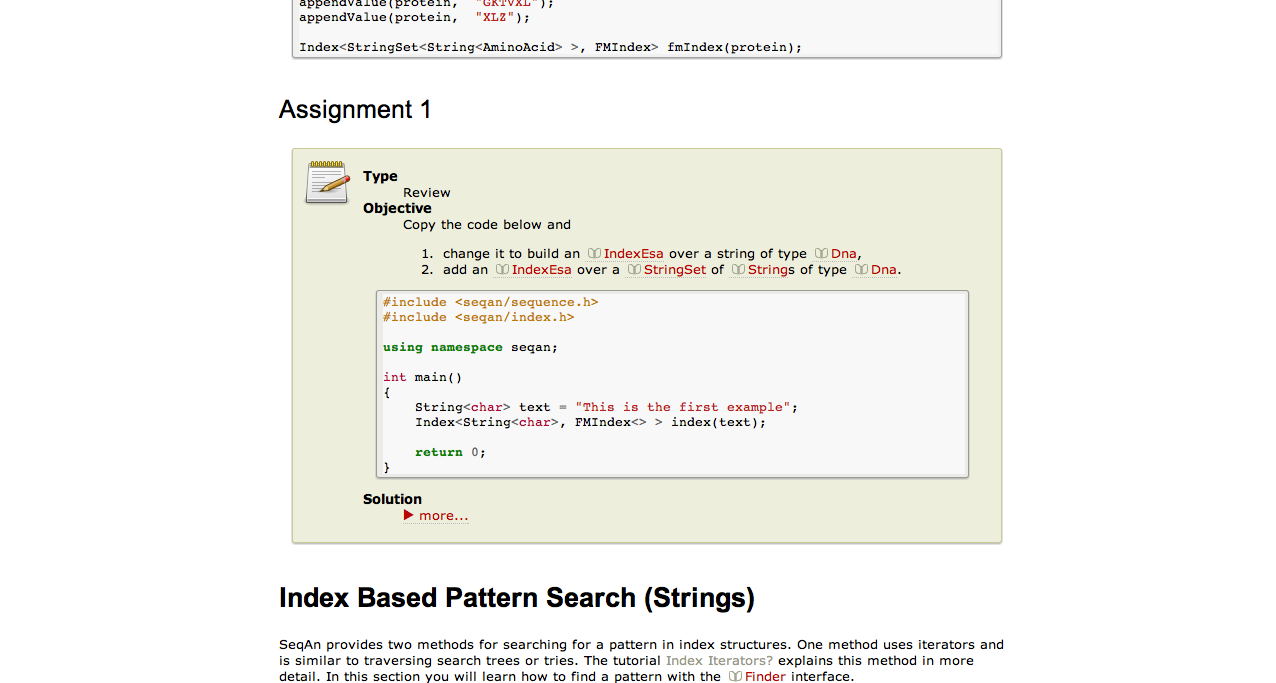 appendValue(protein, "GKTVXL");
appendValue(protein, "XLZ");
Index<StringSet<String<AminoAcid> >, FMIndex> fmIndex(protein);
Assignment 1
Type
Review
Objective
Copy the code below and
1. change it to build an IndexEsa over a string of type Dna,
2. add an IndexEsa over a StringSet of Strings of type Dna.
#include <seqan/sequence.h>
#include <seqan/index.h>
using namespace seqan;
int main()
{
String<char> text = "This is the first example";
Index<String<char>, FMIndex<> > index(text);
return 0;
}
Solution
more...
Index Based Pattern Search (Strings)
SeqAn provides two methods for searching for a pattern in index structures. One method uses iterators and
is similar to traversing search trees or tries. The tutorial Index Iterators? explains this method in more
detail. In this section you will learn how to find a pattern with the Finder interface.